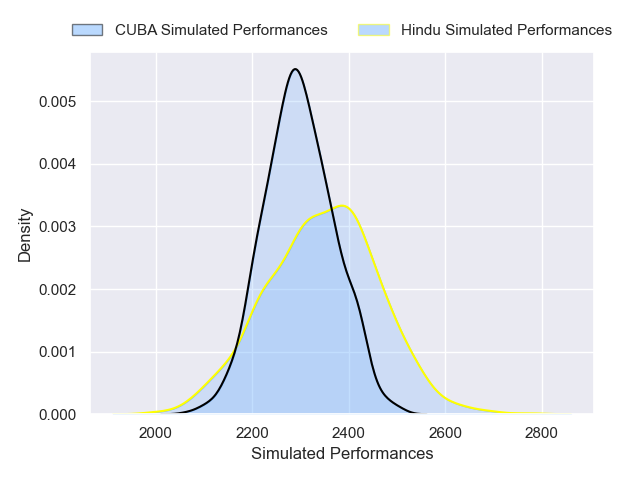 CUBA Simulated Performances Hindu Simulated Performances
0.005
0.004
0.003
0.002
0.001
0.000
Density
2000 2200 2400 2600 2800
Simulated Performances